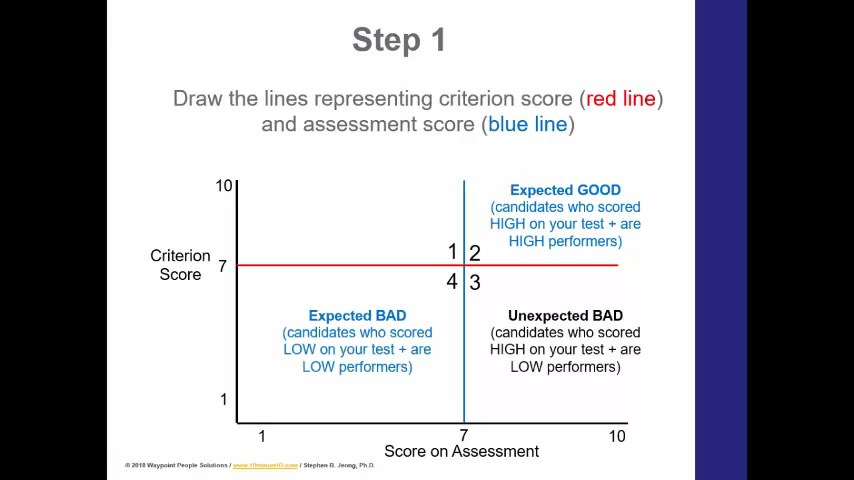 Step 1
Draw the lines representing criterion score (red line)
and assessment score (blue line)
10
Expected GOOD
(candidates who scored
HIGH on your test + are
HIGH performers)
1 2
Criterion
Score
7
4 3
Expected BAD
(candidates who scored
LOW on your test + are
LOW performers)
Unexpected BAD
(candidates who scored
HIGH on your test + are
LOW performers)
1
1 7 10
Score on Assessment
© 2018 Waypoint People Solutions / / Stephen B. Jeong, Ph.D.